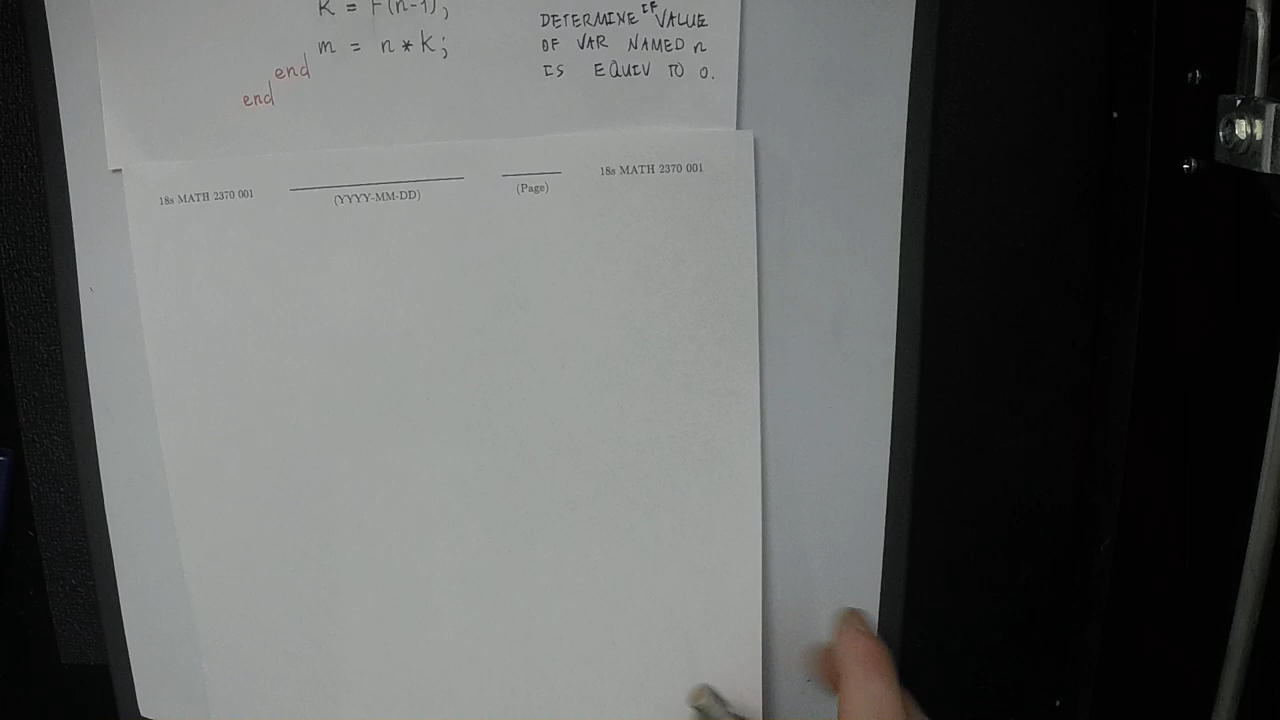 K = F(n-1);
m = n * K;
end
end
DETERMINE IF VALUE
OF VAR NAMED n
IS EQUIV TO 0.
18s MATH 2370 001
(YYYY-MM-DD)
(Page)
18s MATH 2370 001